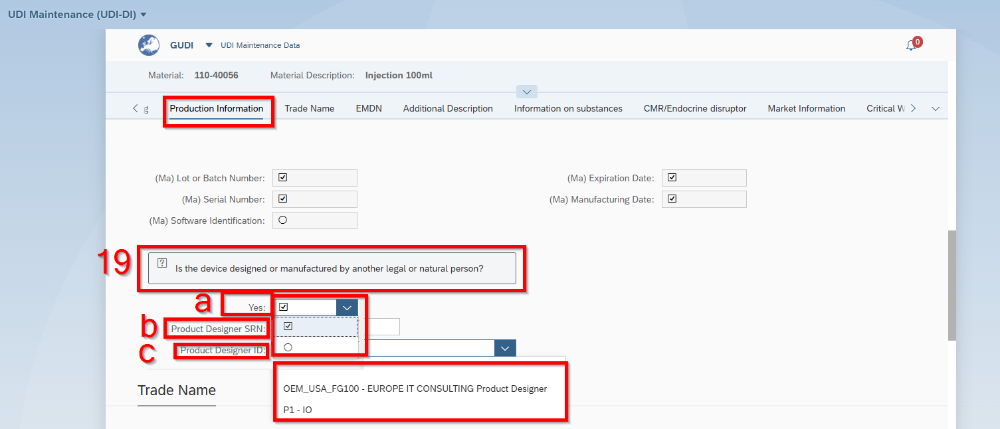 UDI Maintenance (UDI-DI)
GUDI UDI Maintenance Data
0
Material: 110-40056 Material Description: Injection 100ml
g Production Information Trade Name EMDN Additional Description Information on substances CMR/Endocrine disruptor Market Information Critical W
(Ma) Lot or Batch Number: (Ma) Expiration Date:
(Ma) Serial Number: (Ma) Manufacturing Date:
(Ma) Software Identification:
19
? Is the device designed or manufactured by another legal or natural person?
a Yes:
b Product Designer SRN:
c Product Designer ID:
OEM_USA_FG100 - EUROPE IT CONSULTING Product Designer
Trade Name
P1 - IO